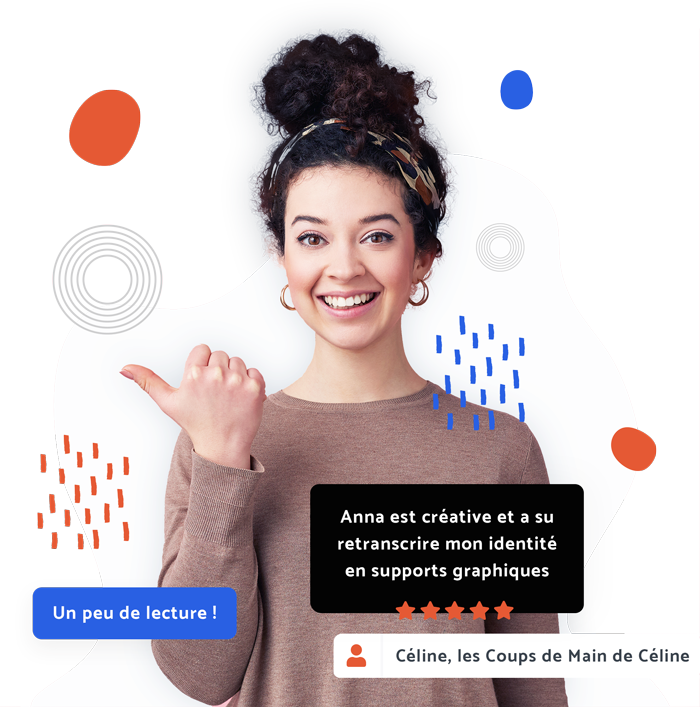 Anna est créative et a su
retranscrire mon identité
en supports graphiques
Un peu de lecture !
Céline, les Coups de Main de Céline